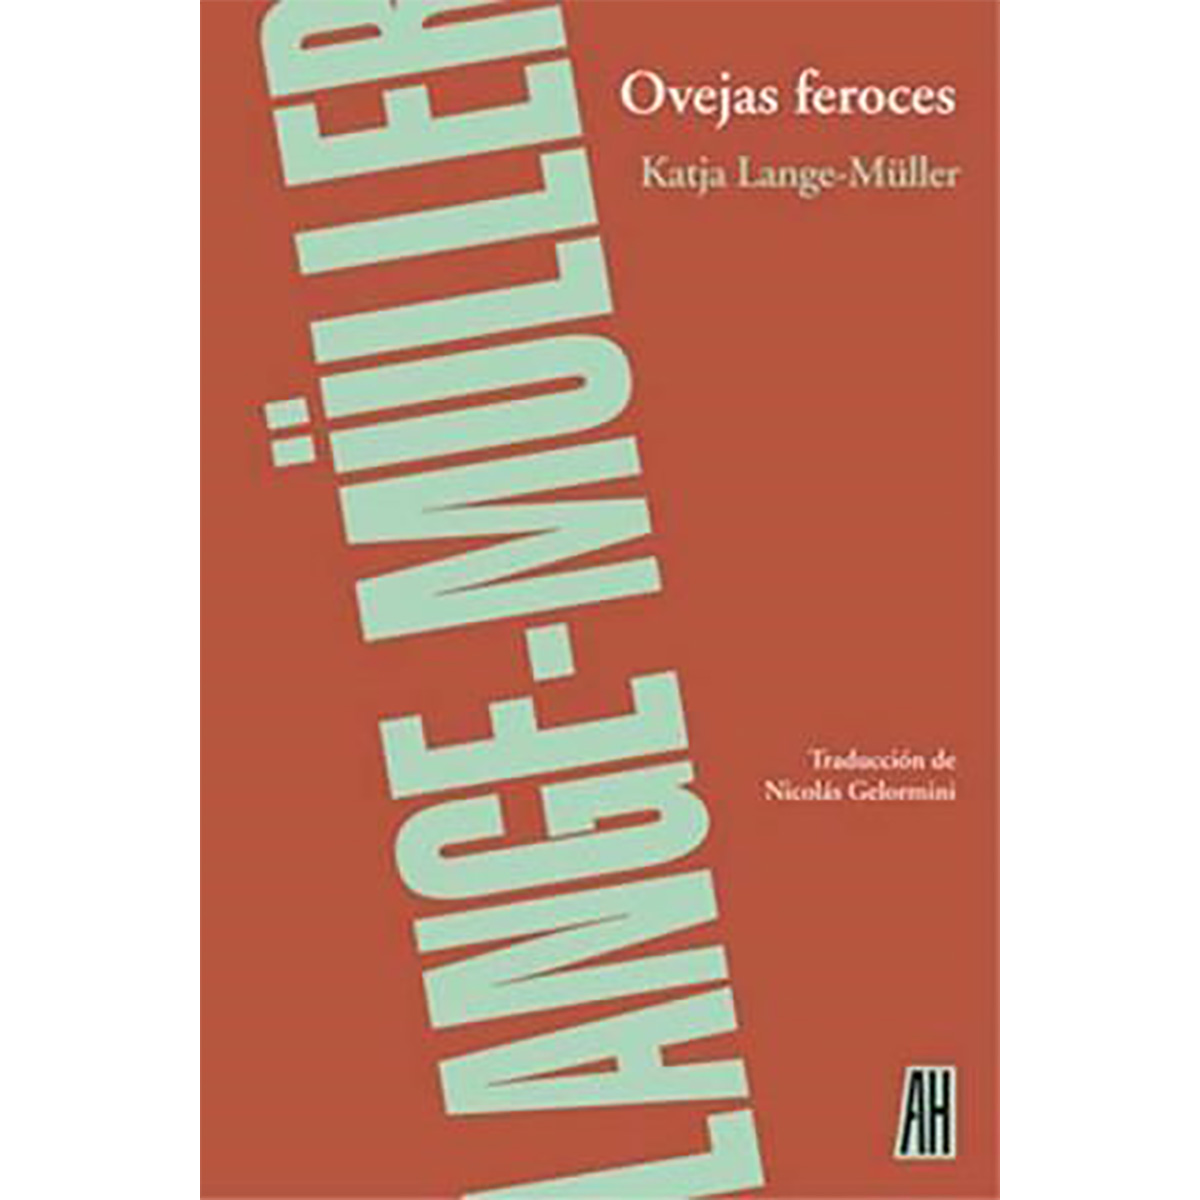 Ovejas feroces
Katja Lange-Müller
LANGE-MÜLLER
Traducción de
Nicolás Gelormini
AH